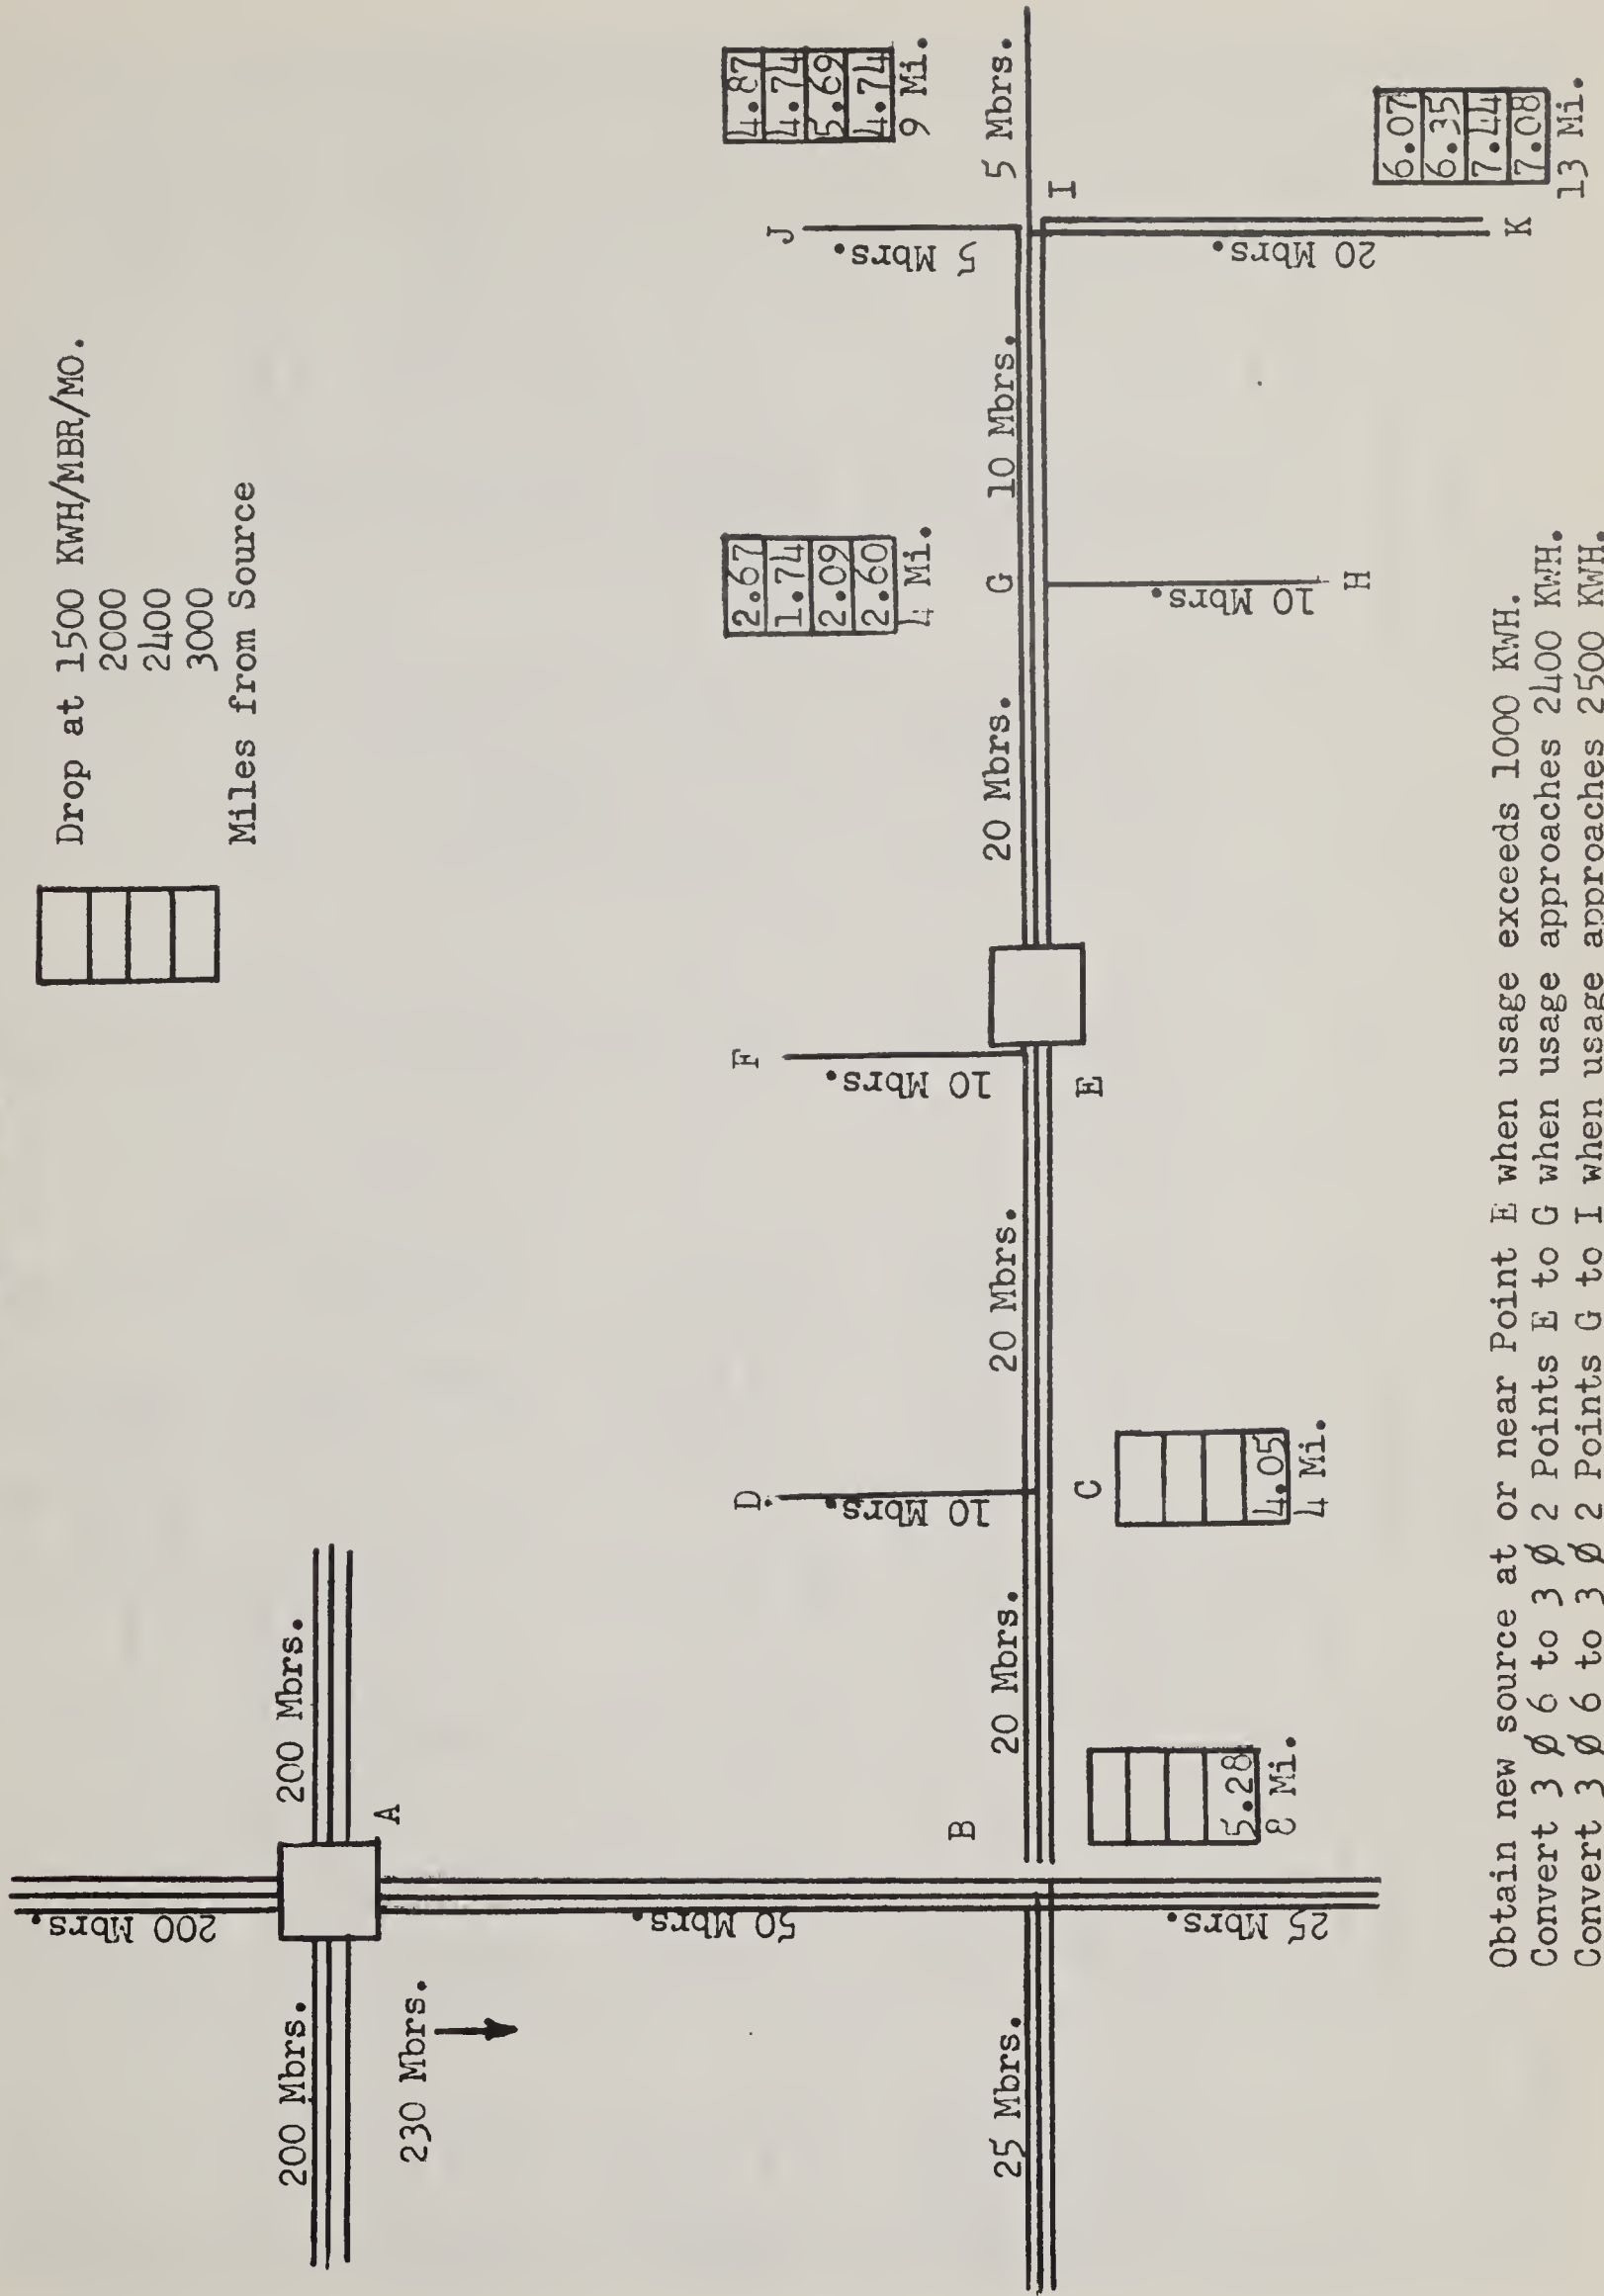 Drop at 1500 KWH/MBR/MO.
2000
2400
3000
Miles from Source
200 Mbrs.
200 Mbrs.
200 Mbrs.
A
230 Mbrs.
50 Mbrs.
B
25 Mbrs.
25 Mbrs.
5.28
8 Mi.
20 Mbrs.
D
10 Mbrs.
C
4.05
4 Mi.
20 Mbrs.
F
10 Mbrs.
E
20 Mbrs.
2.67
1.74
2.09
2.60
4 Mi.
G
10 Mbrs.
10 Mbrs.
H
J
5 Mbrs.
5 Mbrs.
I
4.87
4.74
5.69
4.74
9 Mi.
20 Mbrs.
K
6.07
6.35
7.44
7.08
13 Mi.
Obtain new source at or near Point E when usage exceeds 1000 KWH.
Convert 3 Ø 6 to 3 Ø 2 Points E to G when usage approaches 2400 KWH.
Convert 3 Ø 6 to 3 Ø 2 Points G to I when usage approaches 2500 KWH.